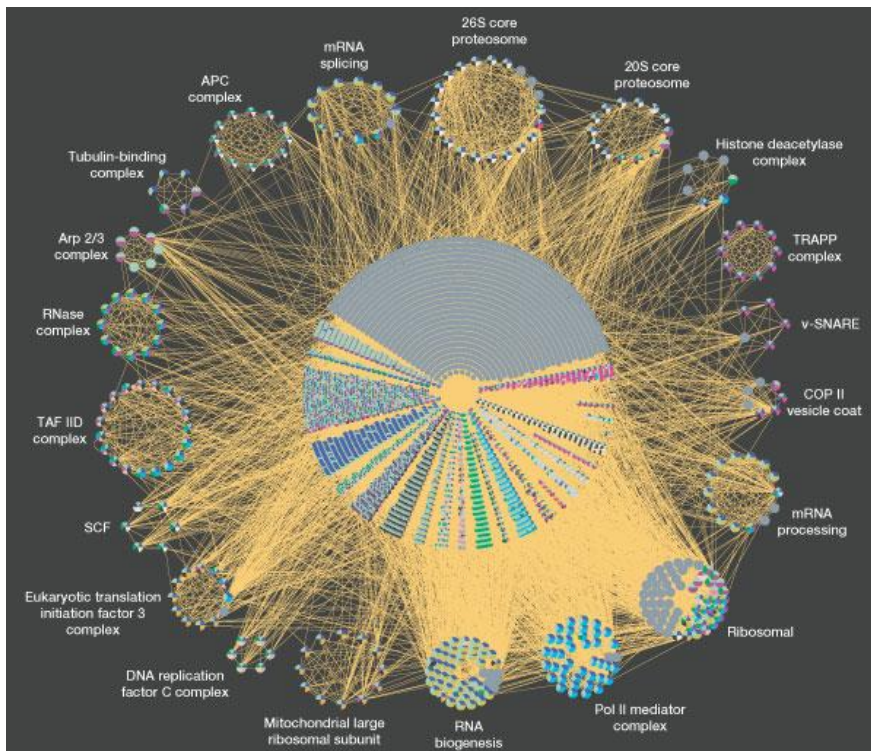 26S core
proteosome
mRNA
splicing
20S core
proteosome
APC
complex
Histone deacetylase
complex
Tubulin-binding
complex
Arp 2/3
complex
TRAPP
complex
RNase
complex
v-SNARE
TAF IID
complex
COP II
vesicle coat
SCF
mRNA
processing
Eukaryotic translation
initiation factor 3
complex
Ribosomal
DNA replication
factor C complex
Pol II mediator
complex
Mitochondrial large
ribosomal subunit
RNA
biogenesis